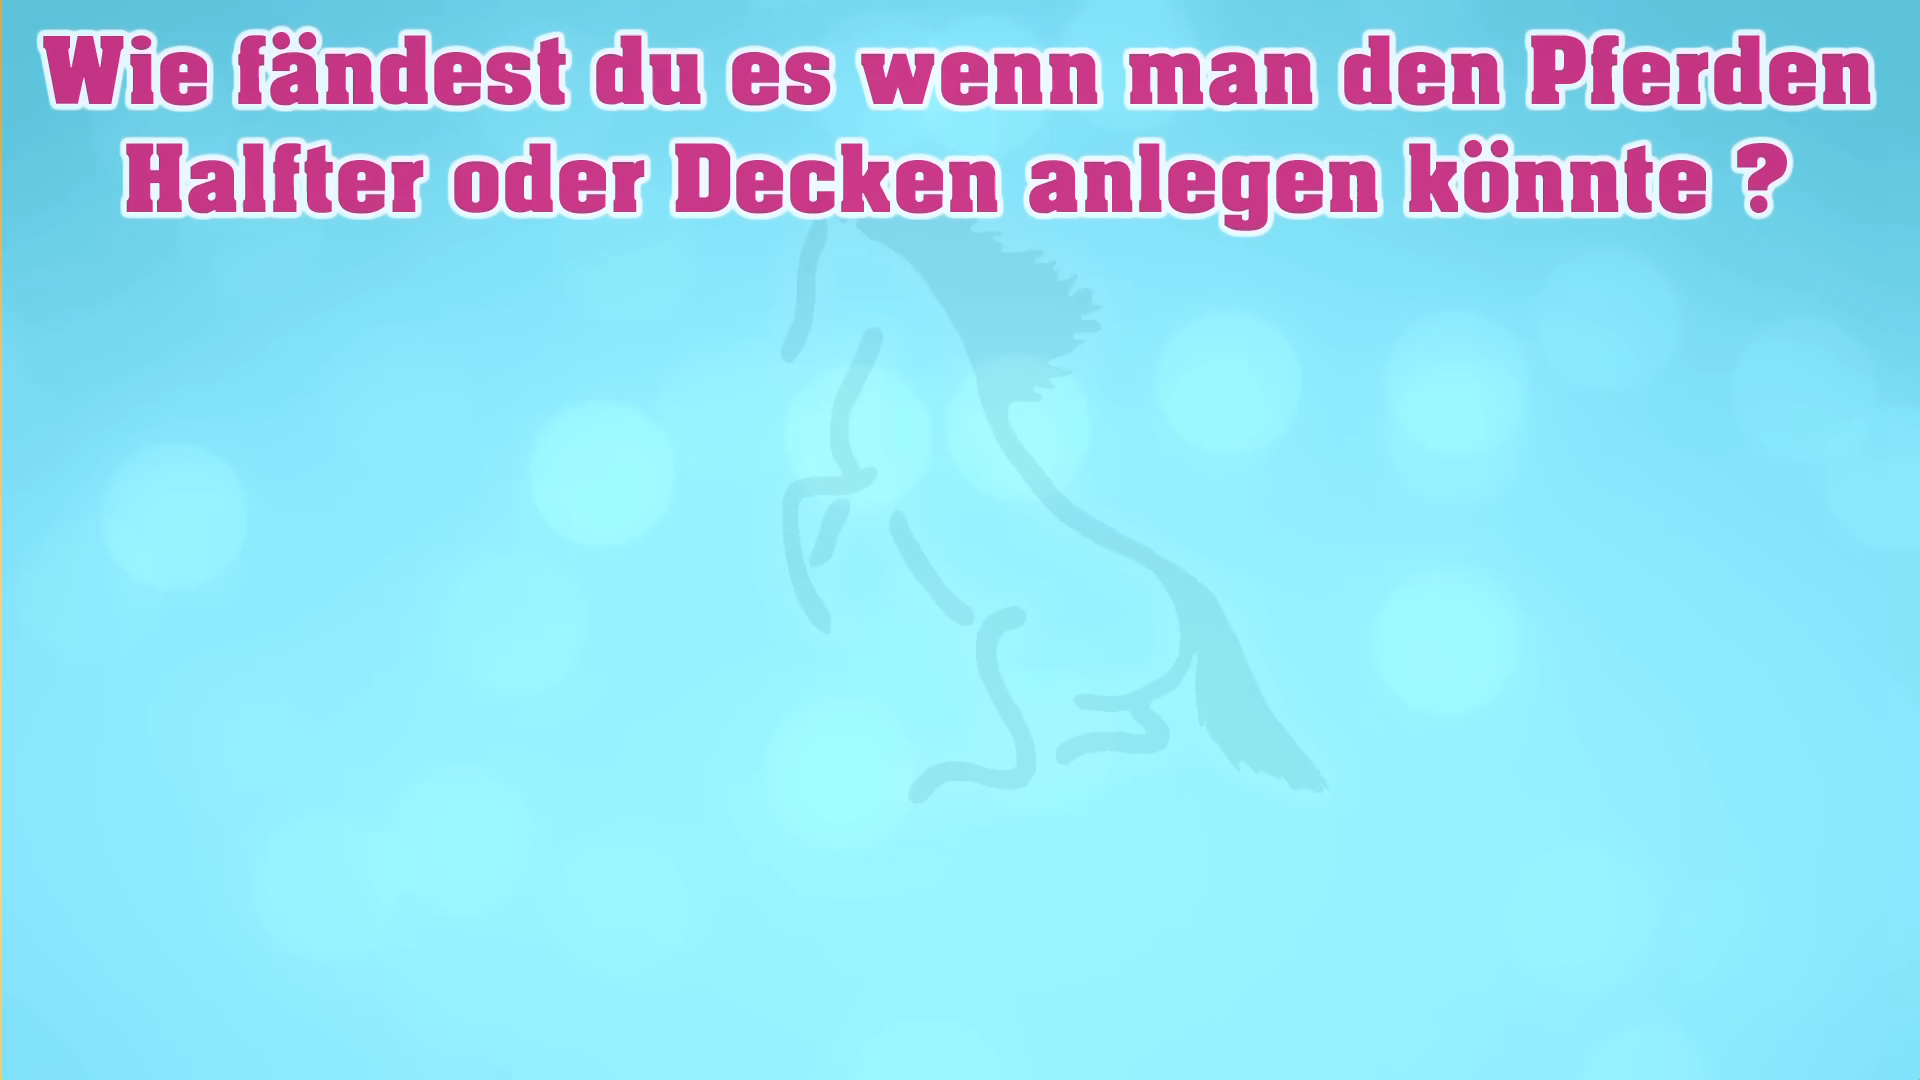 Wie fändest du es wenn man den Pferden
Halfter oder Decken anlegen könnte ?